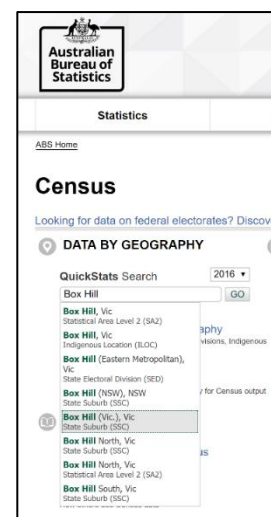 Australian
Bureau of
Statistics
Statistics
ABS Home
Census
Looking for data on federal electorates? Discov
DATA BY GEOGRAPHY
QuickStats Search
2016
Box Hill
GO
Box Hill, Vic
Statistical Area Level 2 (SA2)
Box Hill, Vic
Indigenous Location (ILOC)
Box Hill (Eastern Metropolitan),
Vic
State Electoral Division (SED)
Box Hill (NSW), NSW
State Suburb (SSC)
Box Hill (Vic.), Vic
State Suburb (SSC)
Box Hill North, Vic
State Suburb (SSC)
Box Hill North, Vic
Statistical Area Level 2 (SA2)
Box Hill South, Vic
State Suburb (SSC)
aphy
visions, Indigenous
y for Census output
us